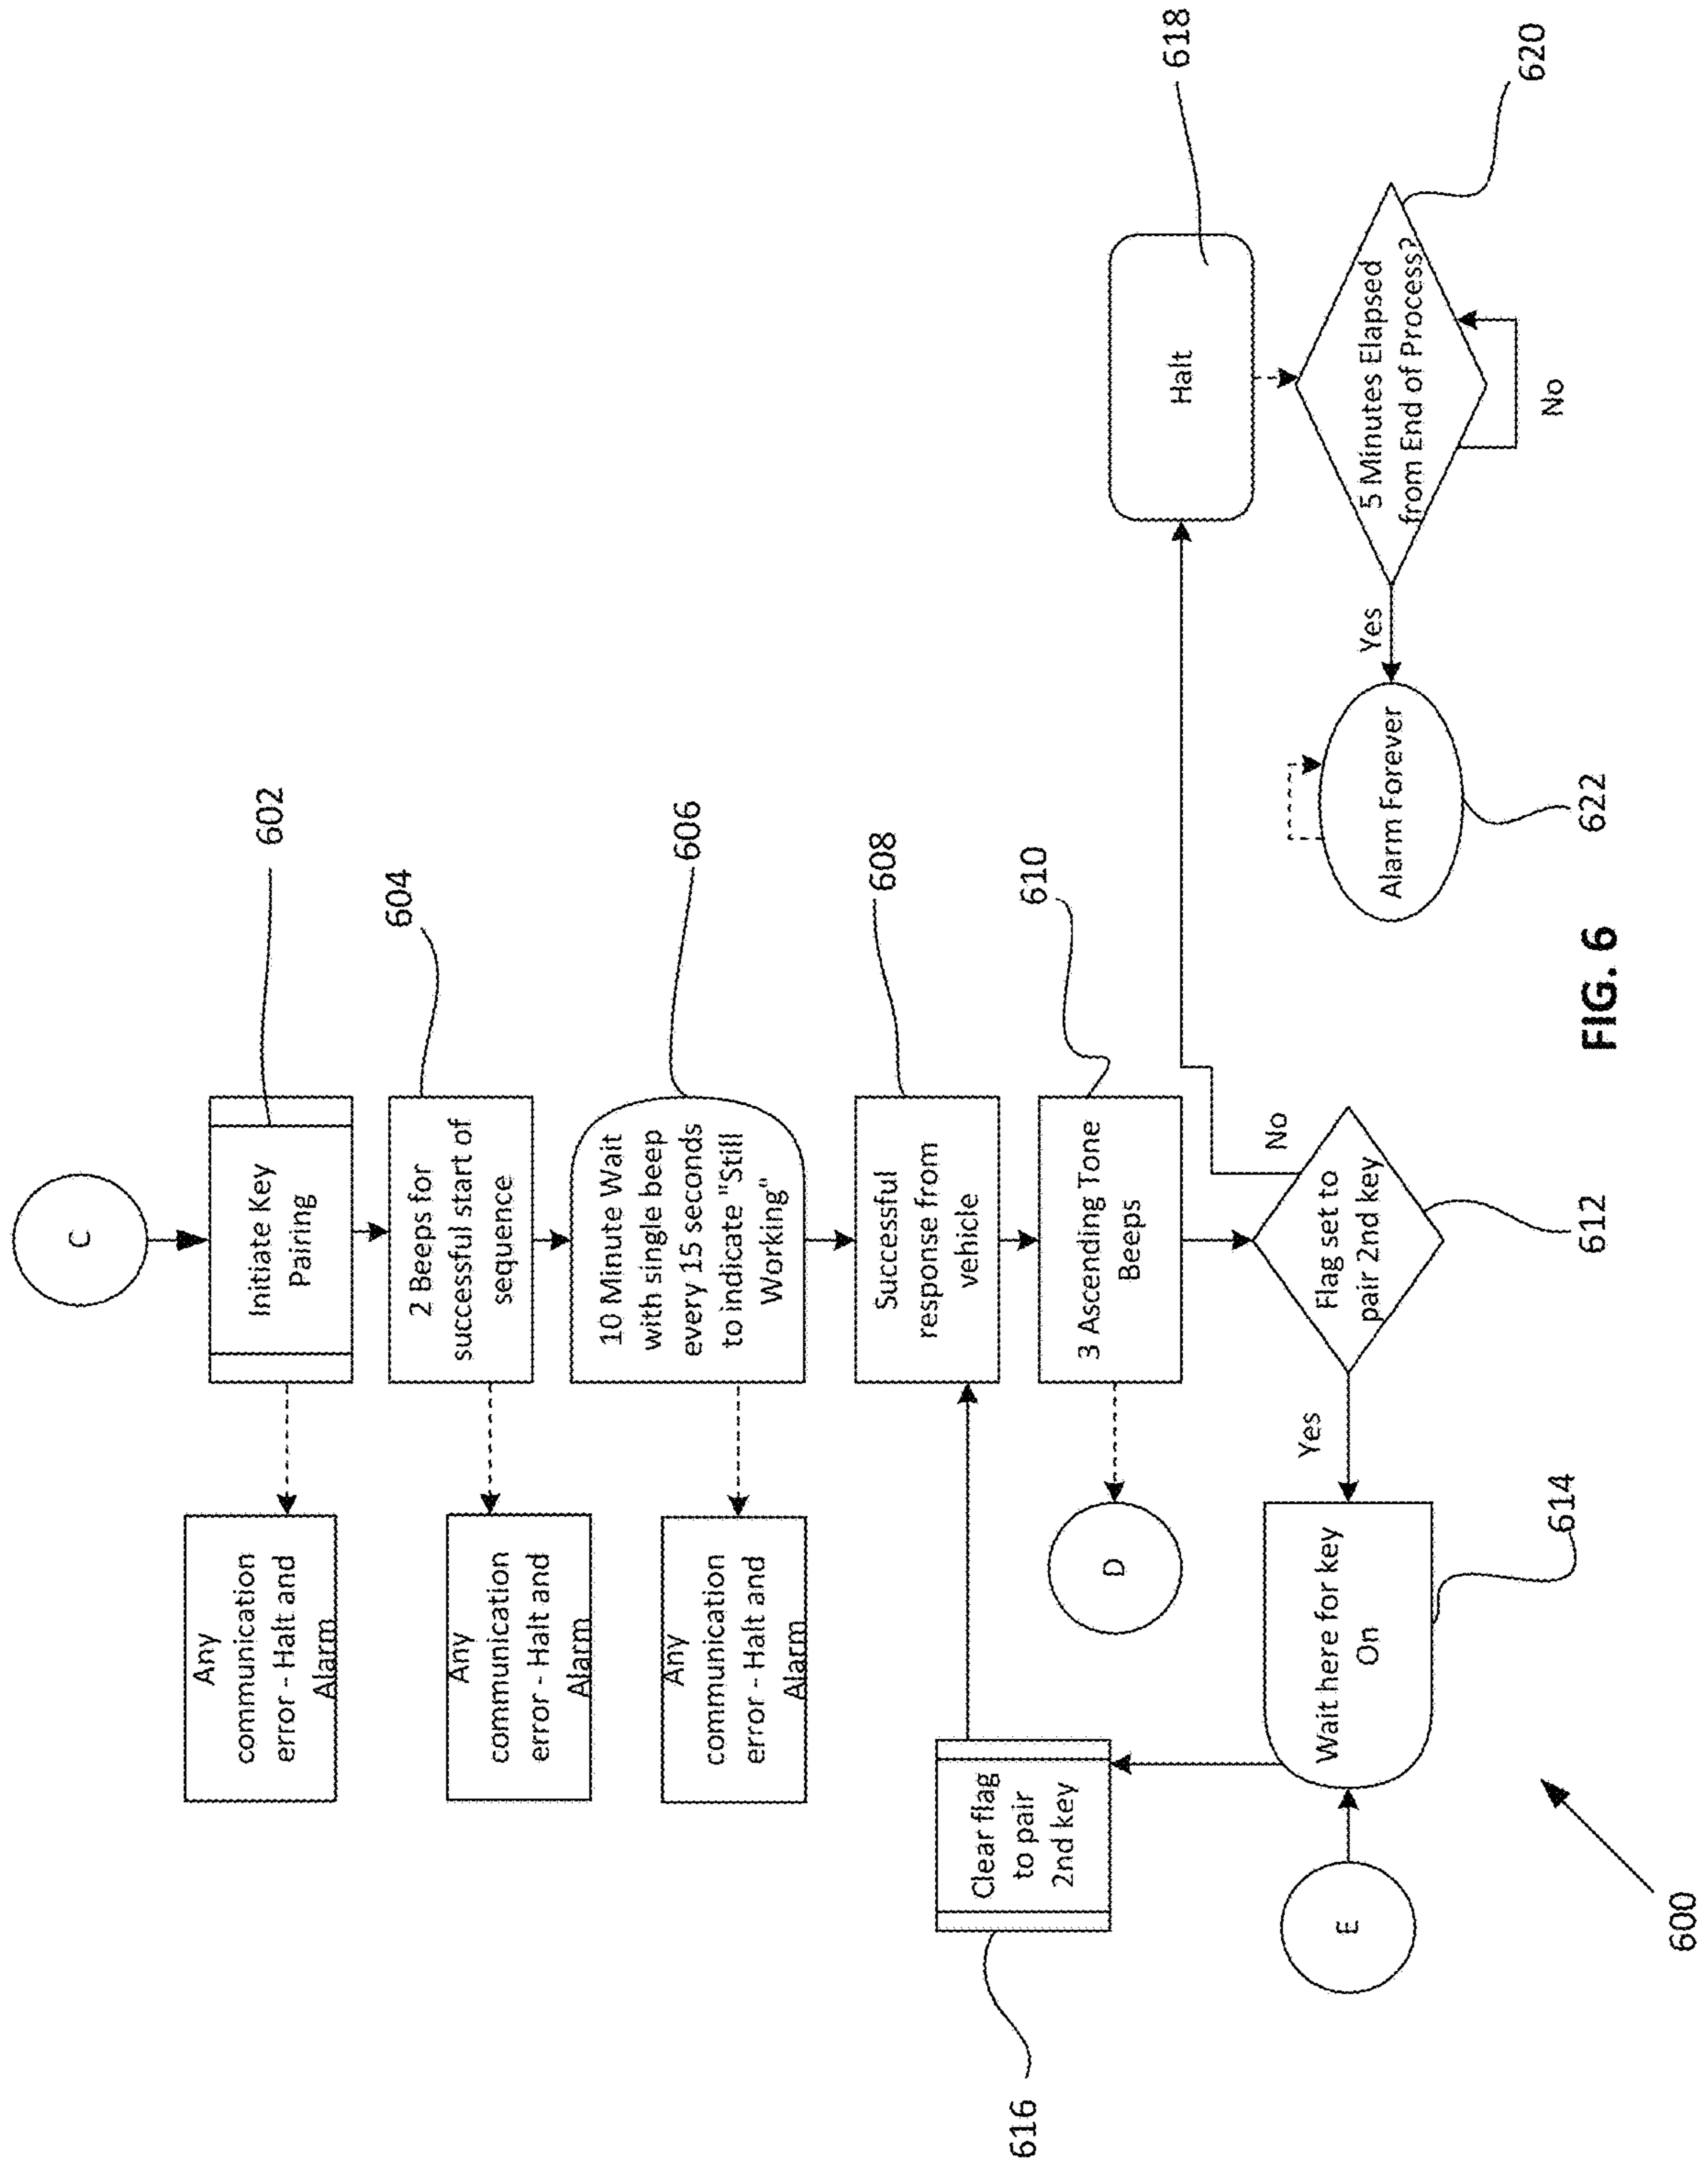 C
602
Initiate Key
Pairing
Any
communication
error - Halt and
Alarm
604
2 Beeps for
successful start of
sequence
Any
communication
error - Halt and
Alarm
606
10 Minute Wait
with single beep
every 15 seconds
to indicate "Still
Working"
Any
communication
error - Halt and
Alarm
608
Successful
response from
vehicle
610
3 Ascending Tone
Beeps
D
616
Clear flag
to pair
2nd key
Flag set to
pair 2nd key
612
Yes
No
Wait here for key
On
614
E
618
Halt
620
5 Minutes Elapsed
from End of Process?
No
Yes
Alarm Forever
622
600
FIG. 6